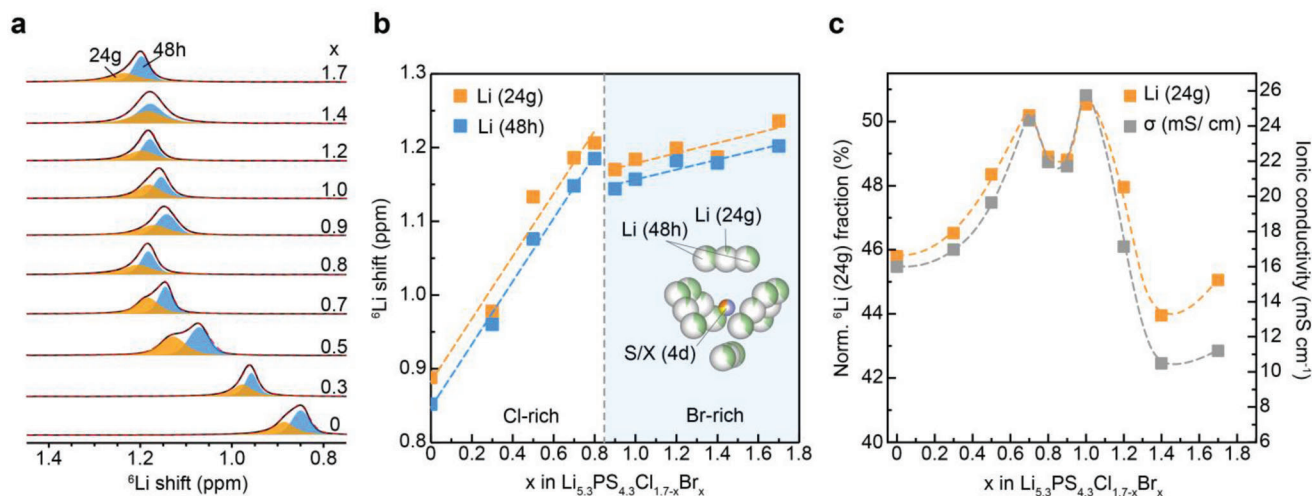 a
24g
48h
x
1.7
1.4
1.2
1.0
0.9
0.8
0.7
0.5
0.3
0
1.4 1.2 1.0 0.8
⁶Li shift (ppm)
b
1.3
1.2
1.1
1.0
0.9
0.8
⁶Li shift (ppm)
Li (24g)
Li (48h)
Li (24g)
Li (48h)
S/X (4d)
Cl-rich
Br-rich
0.0 0.2 0.4 0.6 0.8 1.0 1.2 1.4 1.6 1.8
x in Li₅.₃PS₄.₃Cl₁.₇₋ₓBrₓ
c
50
48
46
44
42
40
Norm. ⁶Li (24g) fraction (%)
Li (24g)
σ (mS/ cm)
26
24
22
20
18
16
14
12
10
8
6
Ionic conductivity (mS cm⁻¹)
0.0 0.2 0.4 0.6 0.8 1.0 1.2 1.4 1.6 1.8
x in Li₅.₃PS₄.₃Cl₁.₇₋ₓBrₓ